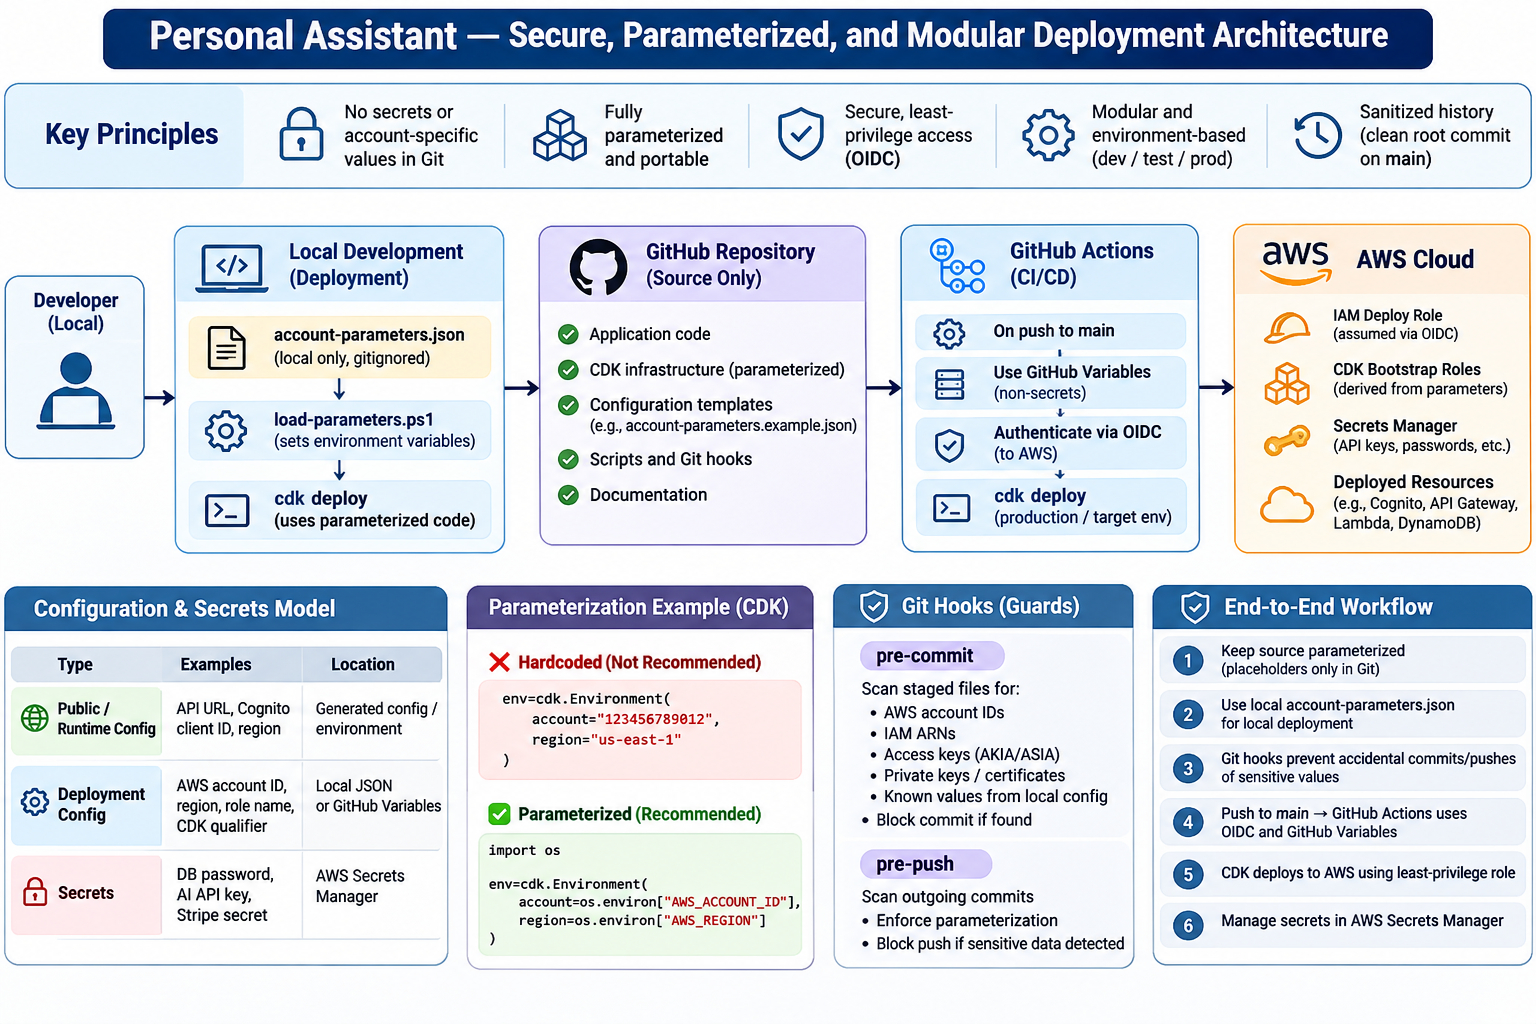 Personal Assistant — Secure, Parameterized, and Modular Deployment Architecture
Key Principles
No secrets or
account-specific
values in Git
Fully
parameterized
and portable
Secure, least-
privilege access
(OIDC)
Modular and
environment-based
(dev / test / prod)
Sanitized history
(clean root commit
on main)
Developer
(Local)
Local Development
(Deployment)
account-parameters.json
(local only, gitignored)
load-parameters.ps1
(sets environment variables)
cdk deploy
(uses parameterized code)
GitHub Repository
(Source Only)
Application code
CDK infrastructure (parameterized)
Configuration templates
(e.g., account-parameters.example.json)
Scripts and Git hooks
Documentation
GitHub Actions
(CI/CD)
On push to main
Use GitHub Variables
(non-secrets)
Authenticate via OIDC
(to AWS)
cdk deploy
(production / target env)
aws
AWS Cloud
IAM Deploy Role
(assumed via OIDC)
CDK Bootstrap Roles
(derived from parameters)
Secrets Manager
(API keys, passwords, etc.)
Deployed Resources
(e.g., Cognito, API Gateway,
Lambda, DynamoDB)
Configuration & Secrets Model
Type
Examples
Location
Public /
Runtime Config
API URL, Cognito
client ID, region
Generated config /
environment
Deployment
Config
AWS account ID,
region, role name,
CDK qualifier
Local JSON
or GitHub Variables
Secrets
DB password,
AI API key,
Stripe secret
AWS Secrets
Manager
Parameterization Example (CDK)
Hardcoded (Not Recommended)
env=cdk.Environment(
account="123456789012",
region="us-east-1"
)
Parameterized (Recommended)
import os
env=cdk.Environment(
account=os.environ["AWS_ACCOUNT_ID"],
region=os.environ["AWS_REGION"]
)
Git Hooks (Guards)
pre-commit
Scan staged files for:
• AWS account IDs
• IAM ARNs
• Access keys (AKIA/ASIA)
• Private keys / certificates
• Known values from local config
• Block commit if found
pre-push
Scan outgoing commits
• Enforce parameterization
• Block push if sensitive data detected
End-to-End Workflow
1
Keep source parameterized
(placeholders only in Git)
2
Use local account-parameters.json
for local deployment
3
Git hooks prevent accidental commits/pushes
of sensitive values
4
Push to main → GitHub Actions uses
OIDC and GitHub Variables
5
CDK deploys to AWS using least-privilege role
6
Manage secrets in AWS Secrets Manager